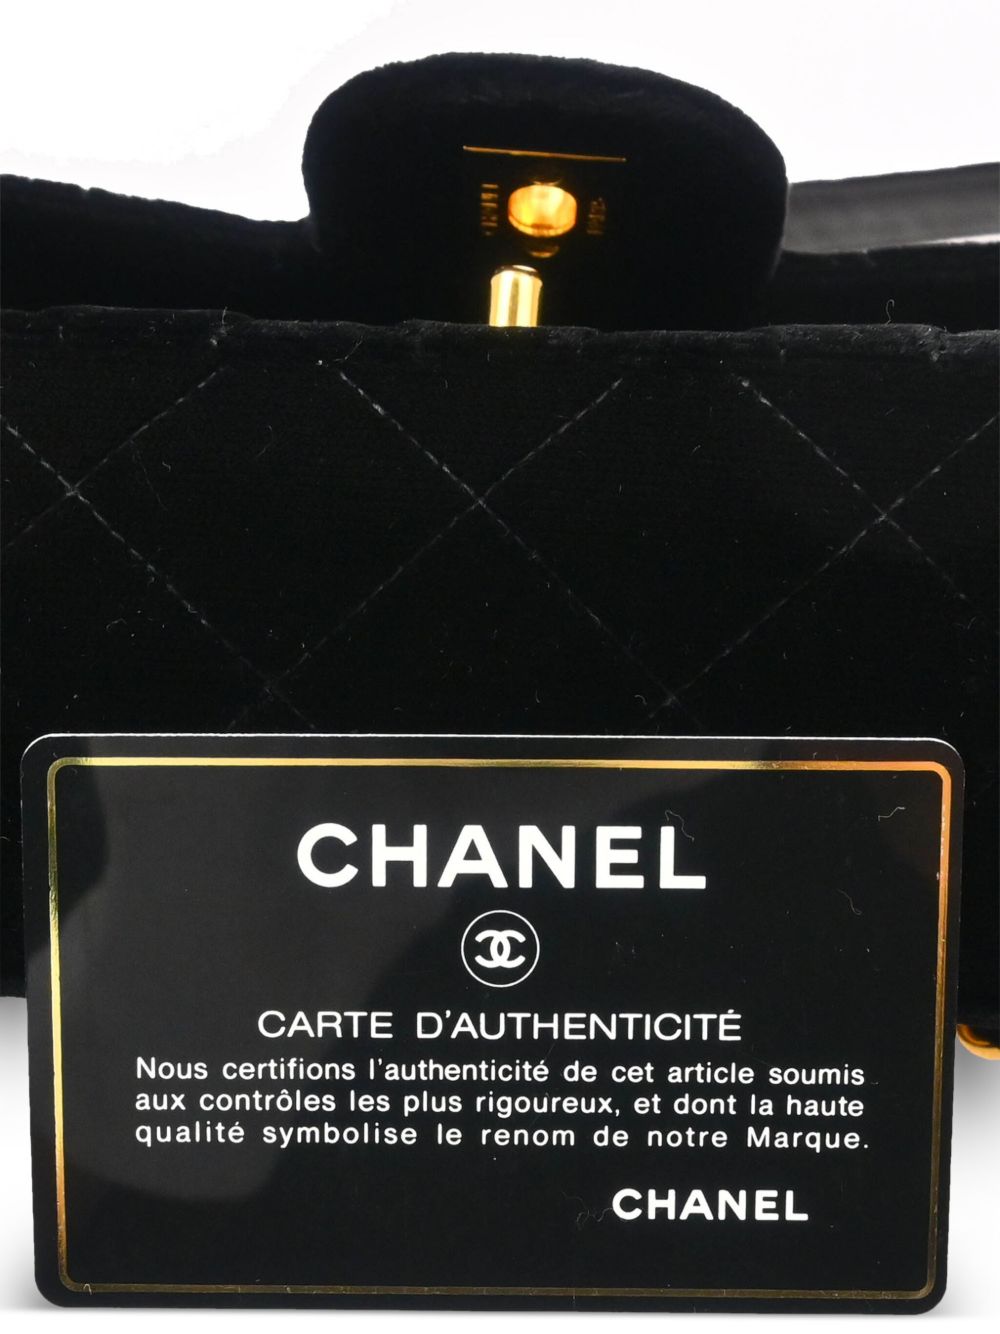 CHANEL
CARTE D'AUTHENTICITÉ
Nous certifions l'authenticité de cet article soumis
aux contrôles les plus rigoureux, et dont la haute
qualité symbolise le renom de notre Marque.
CHANEL